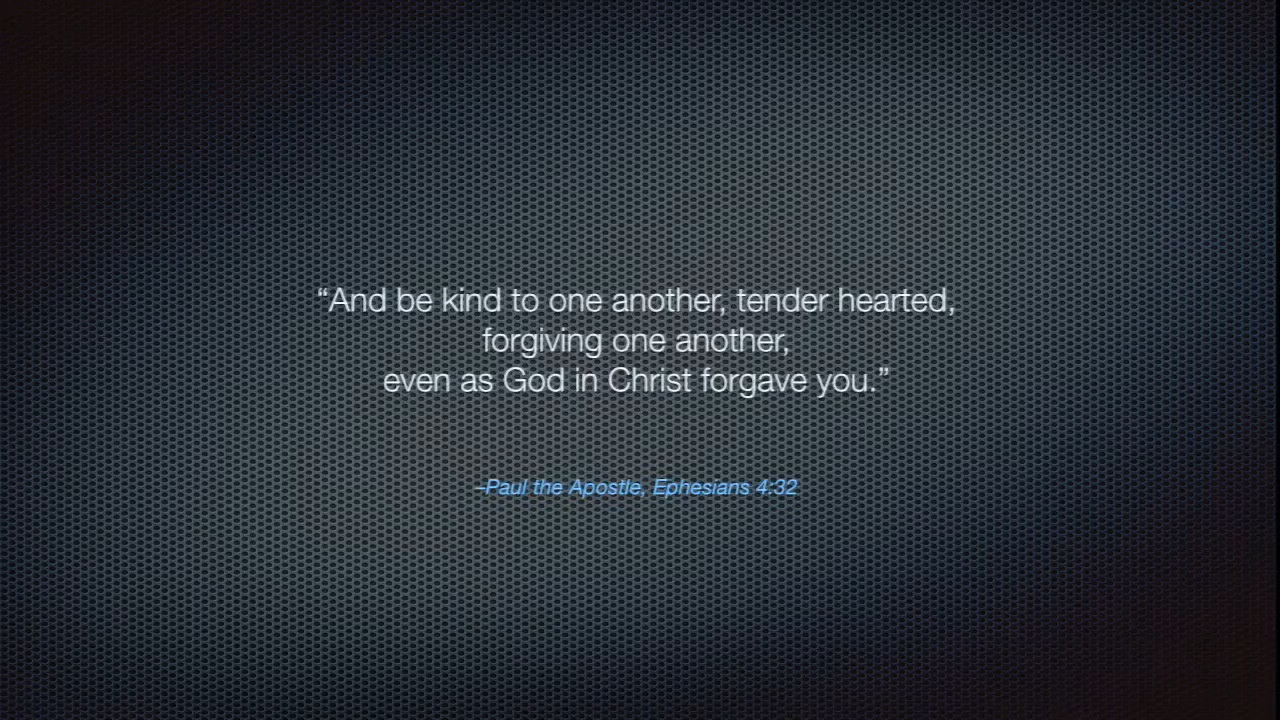 “And be kind to one another, tender hearted,
forgiving one another,
even as God in Christ forgave you.”
–Paul the Apostle, Ephesians 4:32